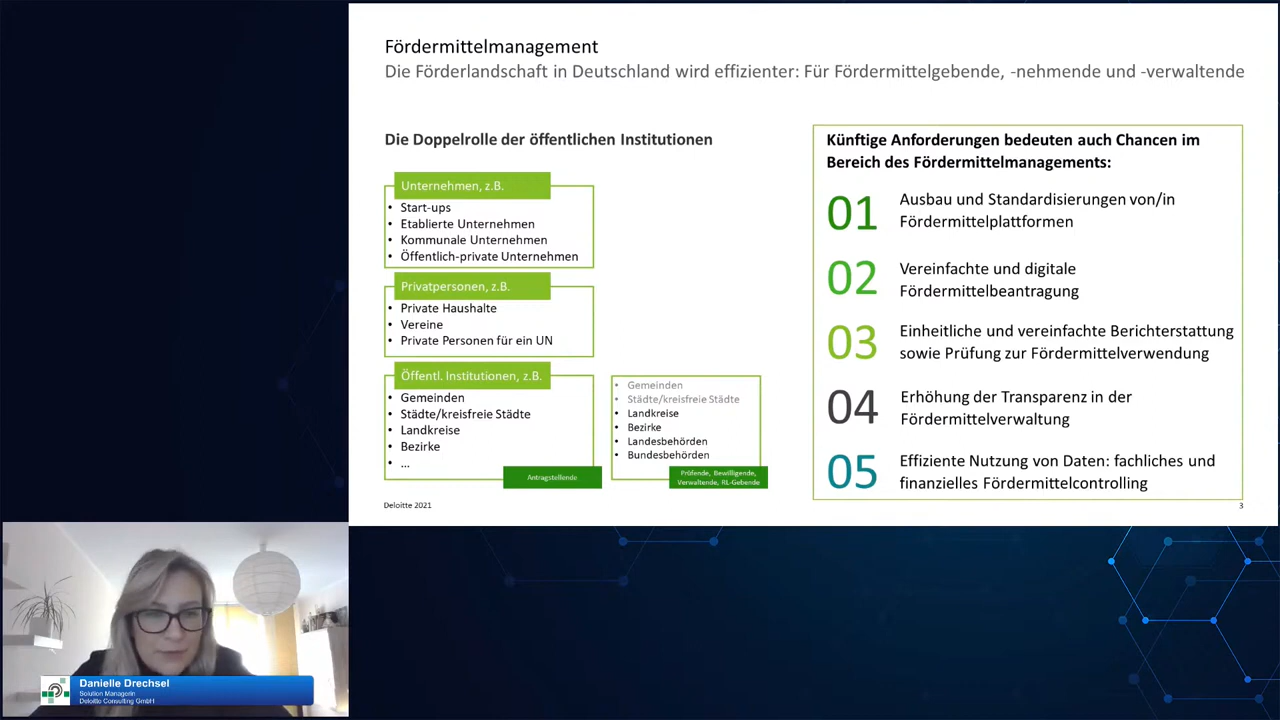 Fördermittelmanagement
Die Förderlandschaft in Deutschland wird effizienter: Für Fördermittelgebende, -nehmende und -verwaltende
Die Doppelrolle der öffentlichen Institutionen
Unternehmen, z.B.
• Start-ups
• Etablierte Unternehmen
• Kommunale Unternehmen
• Öffentlich-private Unternehmen
Privatpersonen, z.B.
• Private Haushalte
• Vereine
• Private Personen für ein UN
Öffentl. Institutionen, z.B.
• Gemeinden
• Städte/kreisfreie Städte
• Landkreise
• Bezirke
• ...
Antragstellende
• Gemeinden
• Städte/kreisfreie Städte
Landkreise
• Bezirke
• Landesbehörden
• Bundesbehörden
Prüfende, Bewilligende,
Verwaltende, RL-Gebende
Künftige Anforderungen bedeuten auch Chancen im
Bereich des Fördermittelmanagements:
01
Ausbau und Standardisierungen von/in
Fördermittelplattformen
02
Vereinfachte und digitale
Fördermittelbeantragung
03
Einheitliche und vereinfachte Berichterstattung
sowie Prüfung zur Fördermittelverwendung
04
Erhöhung der Transparenz in der
Fördermittelverwaltung
05
Effiziente Nutzung von Daten: fachliches und
finanzielles Fördermittelcontrolling
Deloitte 2021
3
Danielle Drechsel
Solution Managerin
Deloitte Consulting GmbH